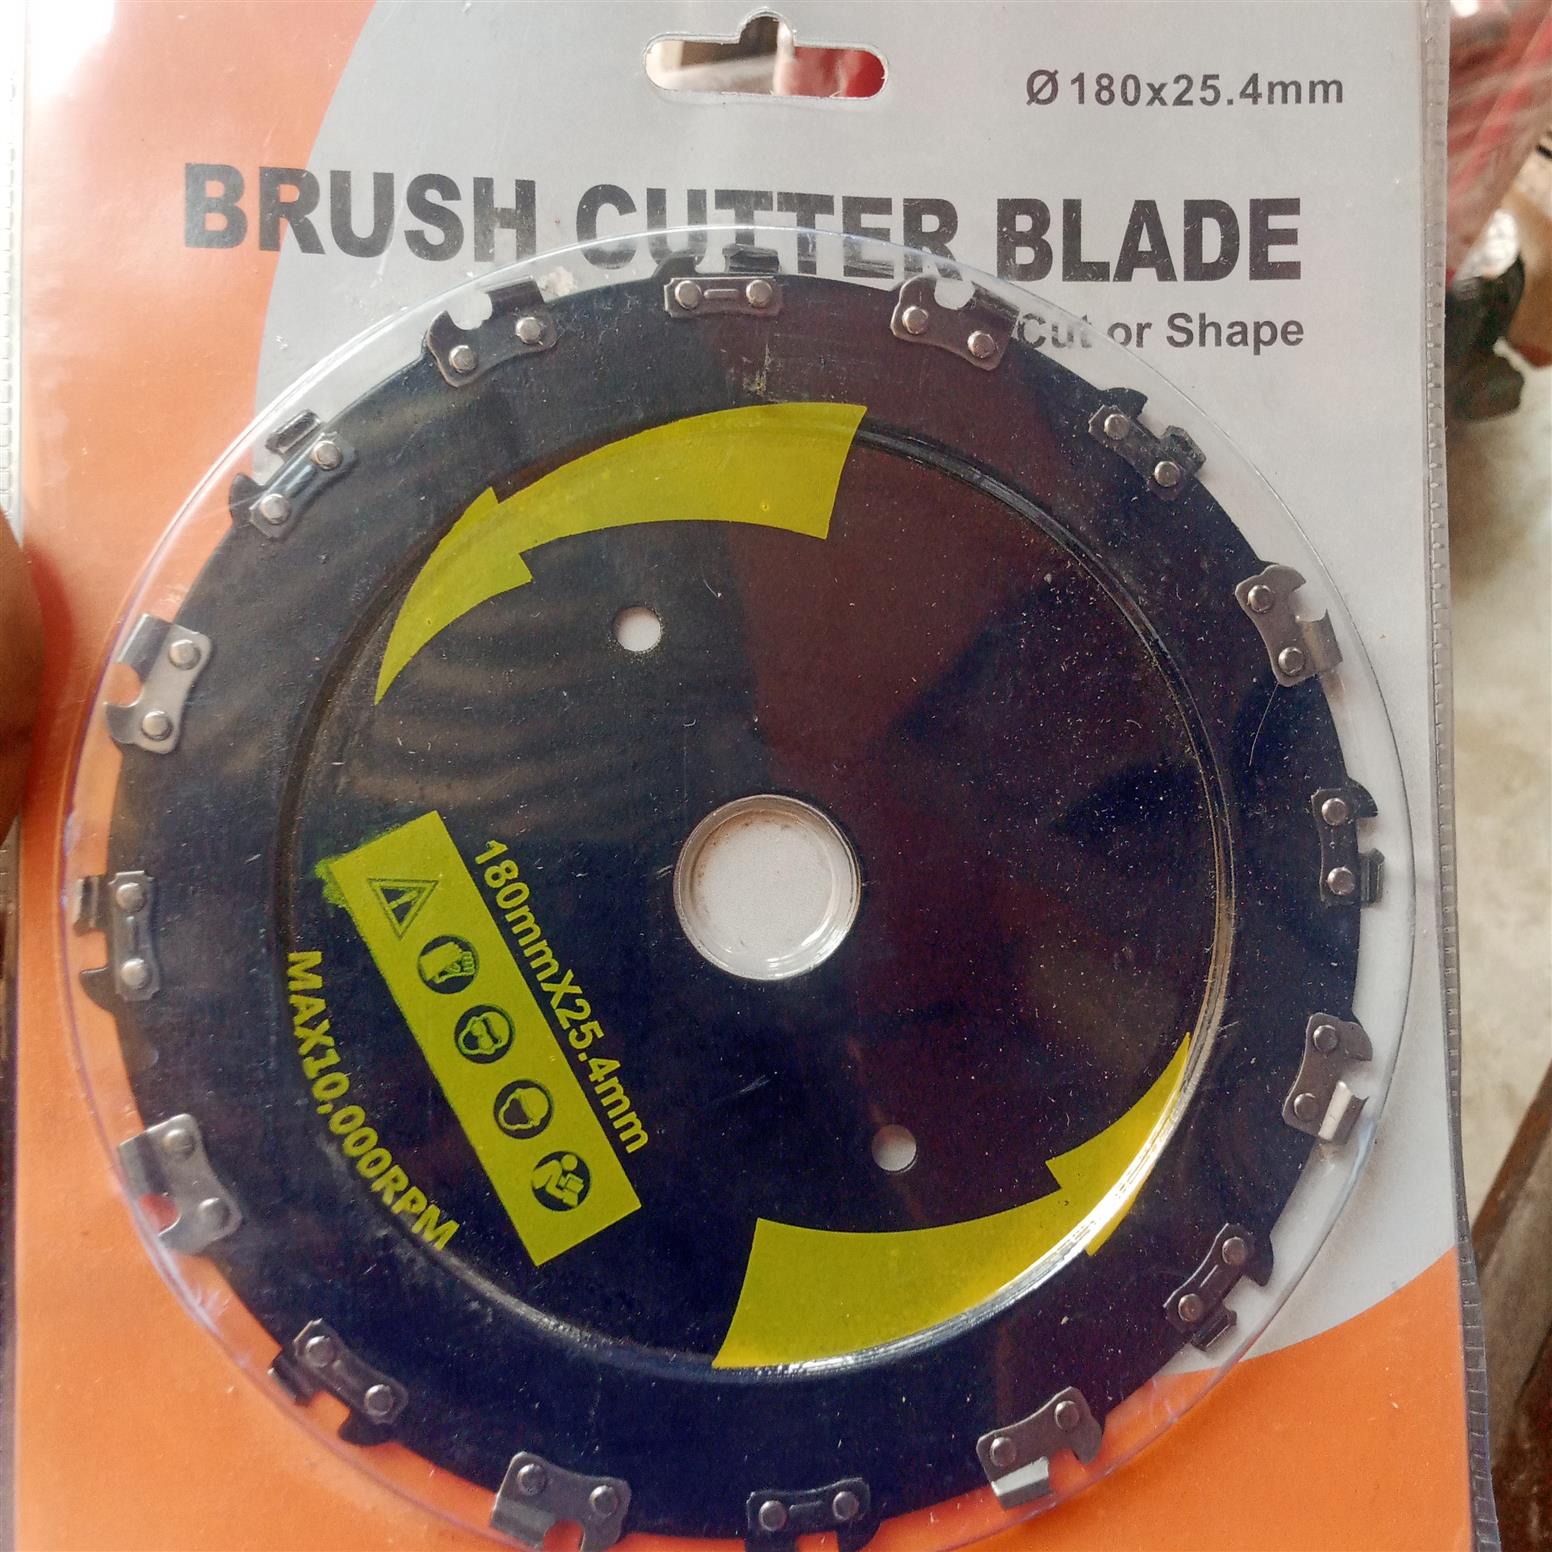 Ø180x25.4mm
BRUSH CUTTER BLADE
Cut or Shape
180mmX25.4mm
MAX10,000RPM